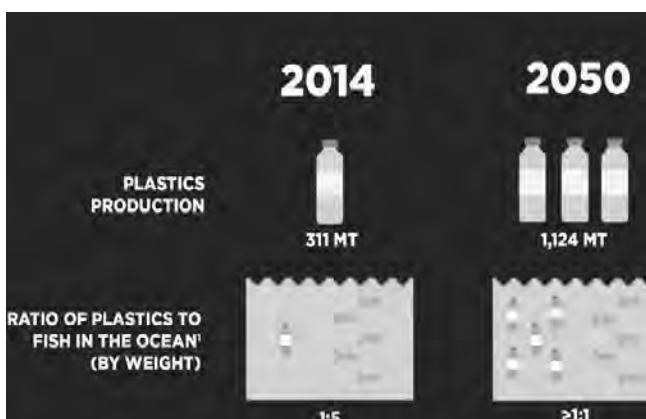 2014
2050
PLASTICS
PRODUCTION
311 MT
1,124 MT
RATIO OF PLASTICS TO
FISH IN THE OCEAN¹
(BY WEIGHT)
1:5
>1:1